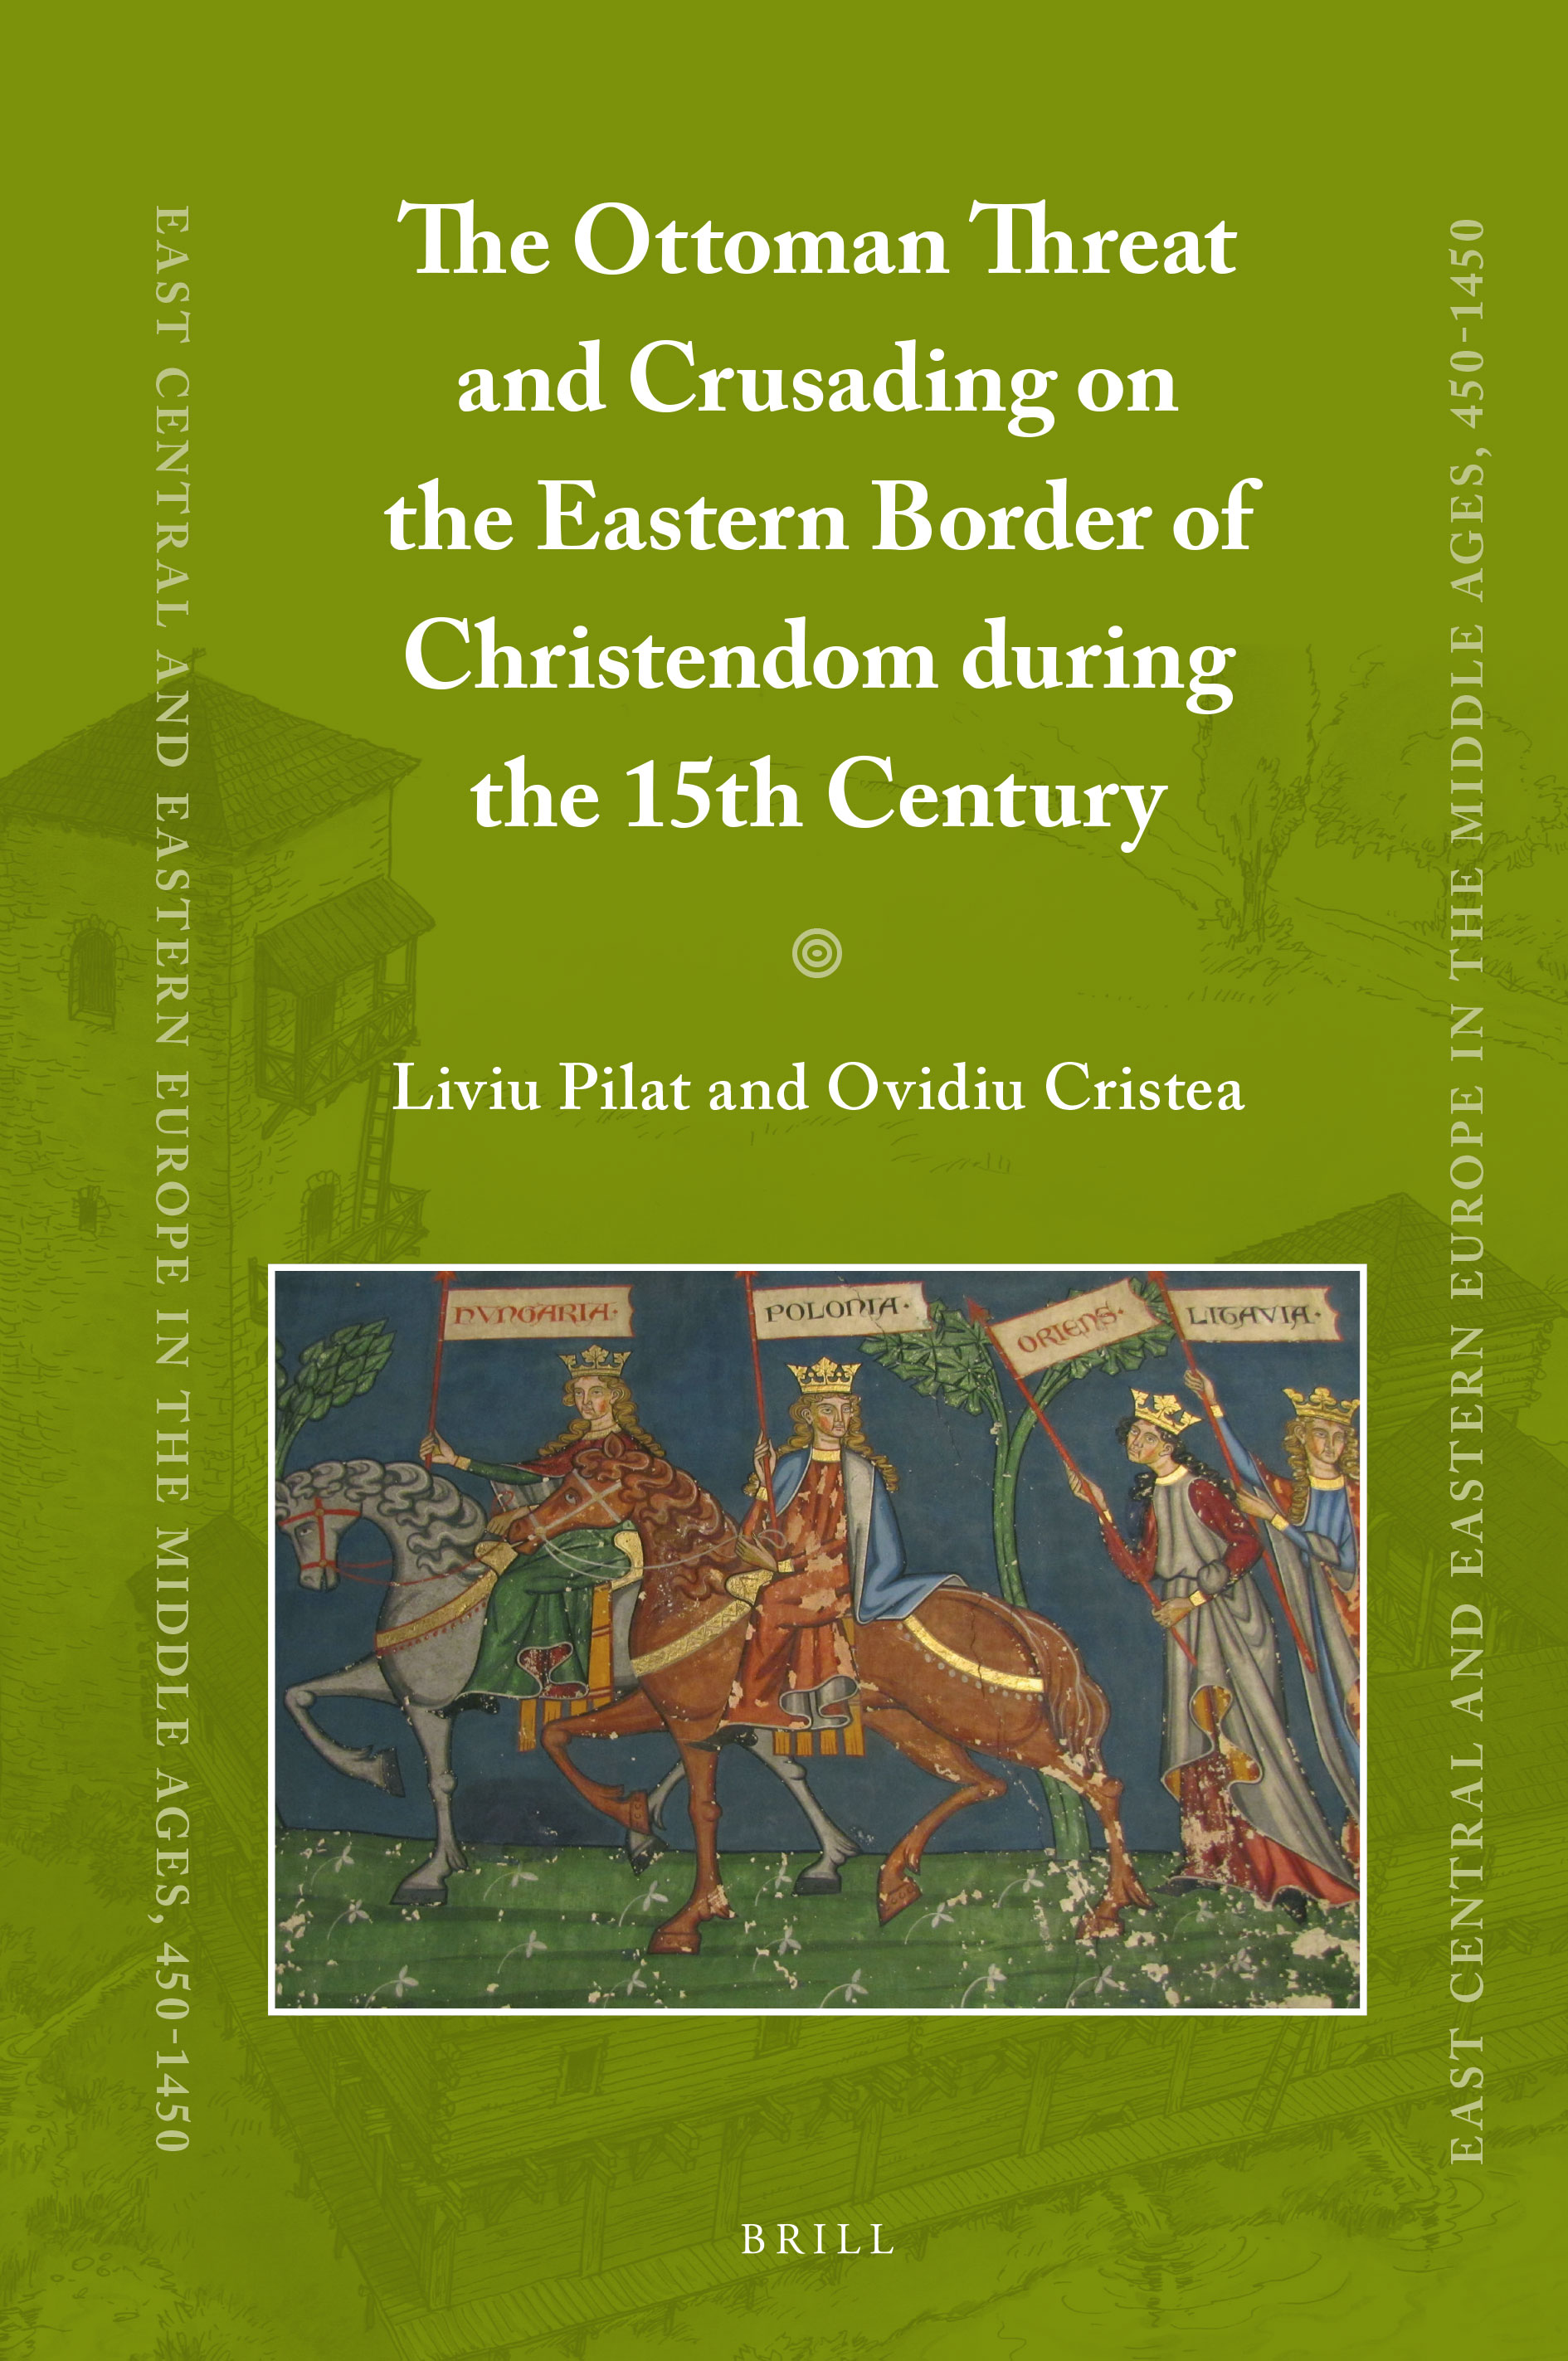 The Ottoman Threat
and Crusading on
the Eastern Border of
Christendom during
the 15th Century
Liviu Pilat and Ovidiu Cristea
EAST CENTRAL AND EASTERN EUROPE IN THE MIDDLE AGES, 450-1450
EAST CENTRAL AND EASTERN EUROPE IN THE MIDDLE AGES, 450-1450
nVNGARIA·
POLONIA·
ORIENS·
LITAVIA·
BRILL